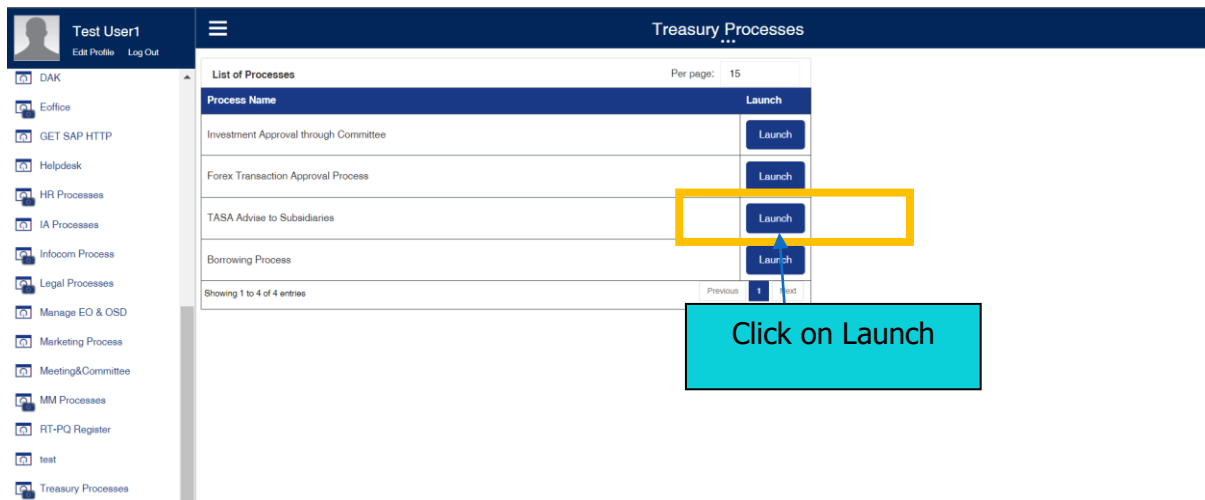 Test User1
Edit Profile Log Out
DAK
Eoffice
GET SAP HTTP
Helpdesk
HR Processes
IA Processes
Infocom Process
Legal Processes
Manage EO & OSD
Marketing Process
Meeting&Committee
MM Processes
RT-PQ Register
test
Treasury Processes
Treasury Processes
List of Processes Per page: 15
Process Name Launch
Investment Approval through Committee Launch
Forex Transaction Approval Process Launch
TASA Advise to Subsidiaries Launch
Borrowing Process Launch
Showing 1 to 4 of 4 entries Previous 1 Next
Click on Launch